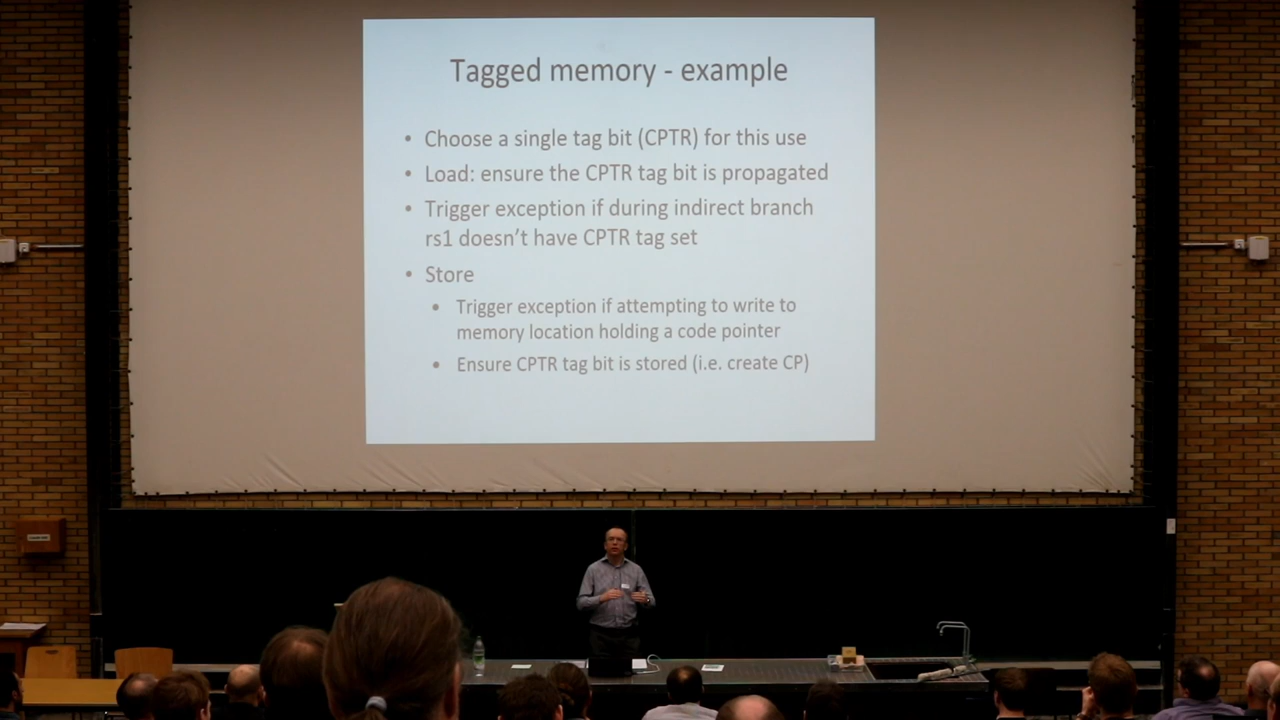 Tagged memory - example
• Choose a single tag bit (CPTR) for this use
• Load: ensure the CPTR tag bit is propagated
• Trigger exception if during indirect branch
rs1 doesn't have CPTR tag set
• Store
• Trigger exception if attempting to write to
memory location holding a code pointer
• Ensure CPTR tag bit is stored (i.e. create CP)